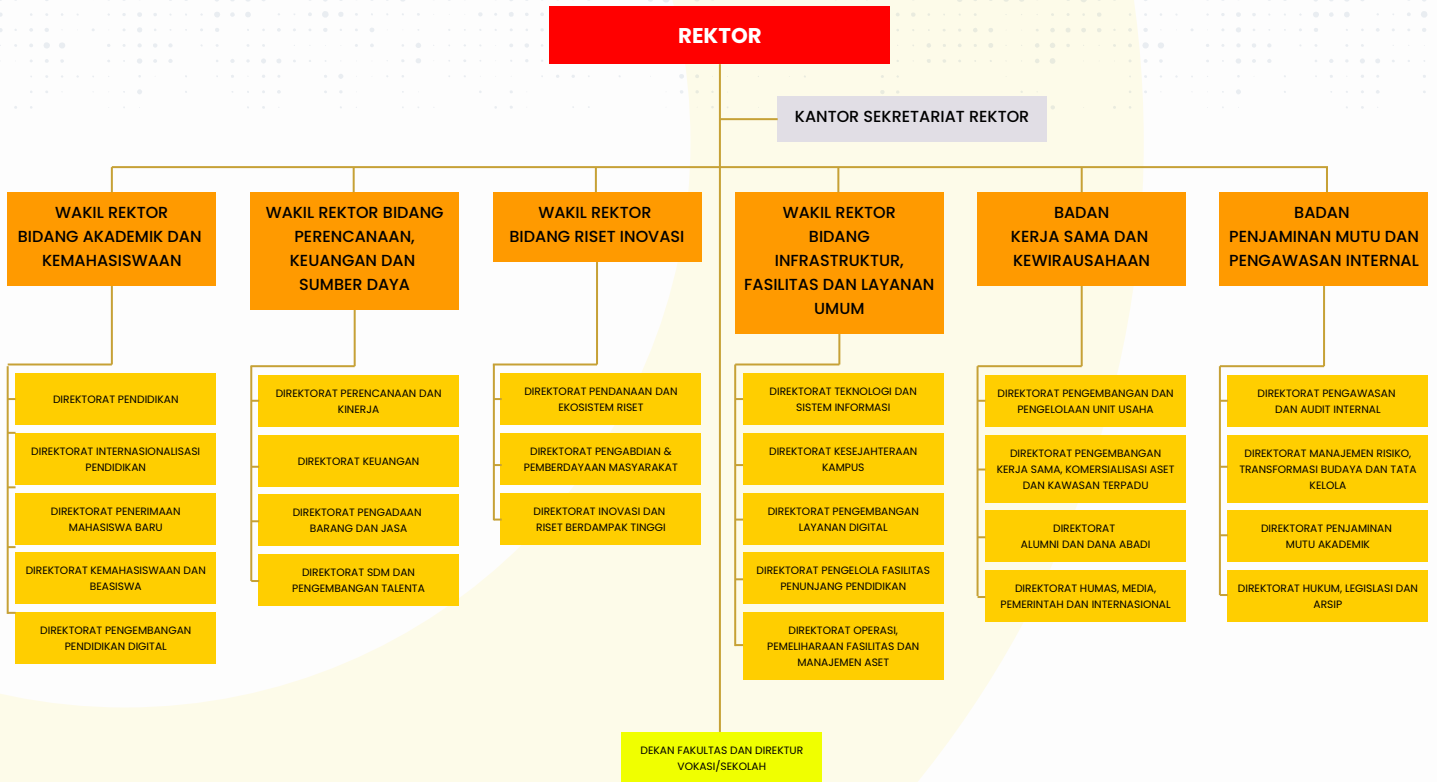 REKTOR
KANTOR SEKRETARIAT REKTOR
WAKIL REKTOR
BIDANG AKADEMIK DAN
KEMAHASISWAAN
WAKIL REKTOR BIDANG
PERENCANAAN,
KEUANGAN DAN
SUMBER DAYA
WAKIL REKTOR
BIDANG RISET INOVASI
WAKIL REKTOR
BIDANG
INFRASTRUKTUR,
FASILITAS DAN LAYANAN
UMUM
BADAN
KERJA SAMA DAN
KEWIRAUSAHAAN
BADAN
PENJAMINAN MUTU DAN
PENGAWASAN INTERNAL
DIREKTORAT PENDIDIKAN
DIREKTORAT INTERNASIONALISASI
PENDIDIKAN
DIREKTORAT PENERIMAAN
MAHASISWA BARU
DIREKTORAT KEMAHASISWAAN DAN
BEASISWA
DIREKTORAT PENGEMBANGAN
PENDIDIKAN DIGITAL
DIREKTORAT PERENCANAAN DAN
KINERJA
DIREKTORAT KEUANGAN
DIREKTORAT PENGADAAN
BARANG DAN JASA
DIREKTORAT SDM DAN
PENGEMBANGAN TALENTA
DIREKTORAT PENDANAAN DAN
EKOSISTEM RISET
DIREKTORAT PENGABDIAN &
PEMBERDAYAAN MASYARAKAT
DIREKTORAT INOVASI DAN
RISET BERDAMPAK TINGGI
DIREKTORAT TEKNOLOGI DAN
SISTEM INFORMASI
DIREKTORAT KESEJAHTERAAN
KAMPUS
DIREKTORAT PENGEMBANGAN
LAYANAN DIGITAL
DIREKTORAT PENGELOLA FASILITAS
PENUNJANG PENDIDIKAN
DIREKTORAT OPERASI,
PEMELIHARAAN FASILITAS DAN
MANAJEMEN ASET
DIREKTORAT PENGEMBANGAN DAN
PENGELOLAAN UNIT USAHA
DIREKTORAT PENGEMBANGAN
KERJA SAMA, KOMERSIALISASI ASET
DAN KAWASAN TERPADU
DIREKTORAT
ALUMNI DAN DANA ABADI
DIREKTORAT HUMAS, MEDIA,
PEMERINTAH DAN INTERNASIONAL
DIREKTORAT PENGAWASAN
DAN AUDIT INTERNAL
DIREKTORAT MANAJEMEN RISIKO,
TRANSFORMASI BUDAYA DAN TATA
KELOLA
DIREKTORAT PENJAMINAN
MUTU AKADEMIK
DIREKTORAT HUKUM, LEGISLASI DAN
ARSIP
DEKAN FAKULTAS DAN DIREKTUR
VOKASI/SEKOLAH